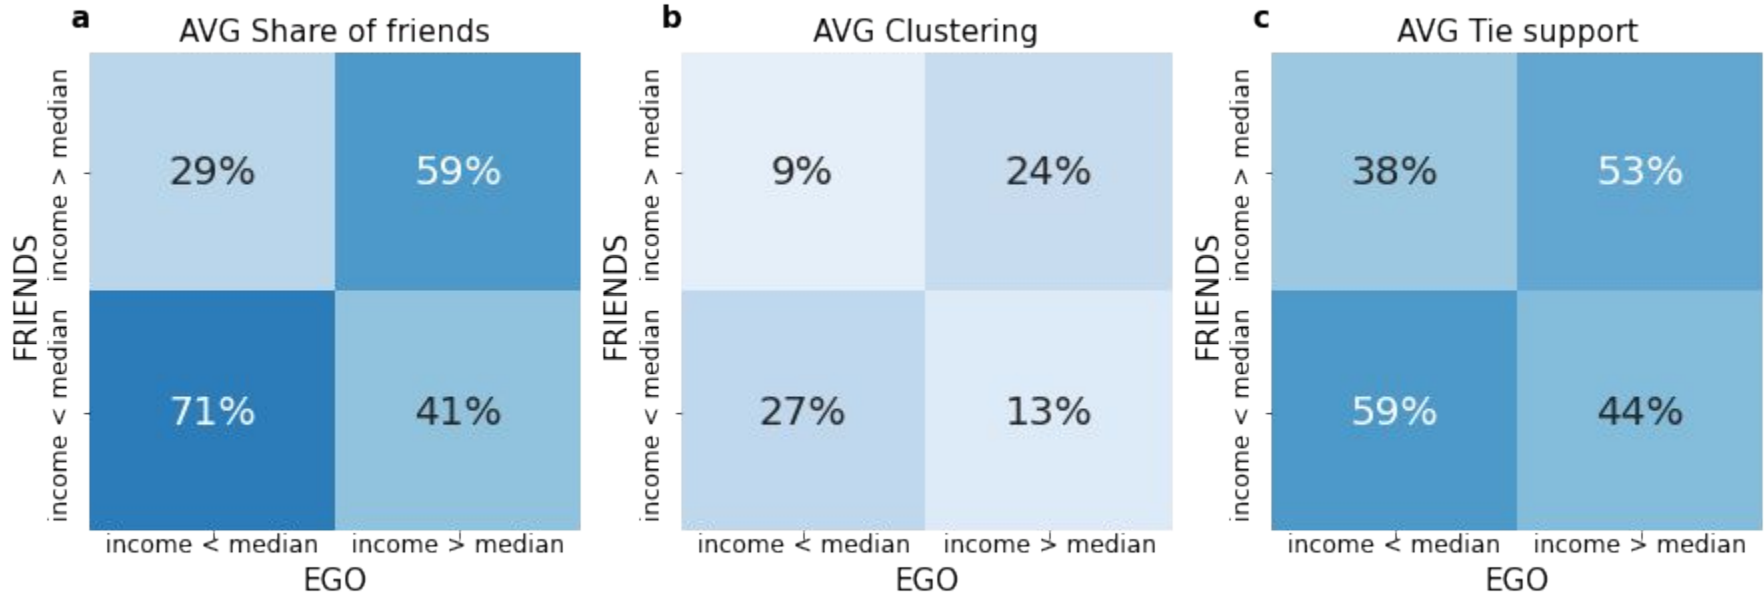 a AVG Share of friends
FRIENDS
income > median
29% 59%
income < median
71% 41%
income < median income > median
EGO
b AVG Clustering
FRIENDS
income > median
9% 24%
income < median
27% 13%
income < median income > median
EGO
c AVG Tie support
FRIENDS
income > median
38% 53%
income < median
59% 44%
income < median income > median
EGO